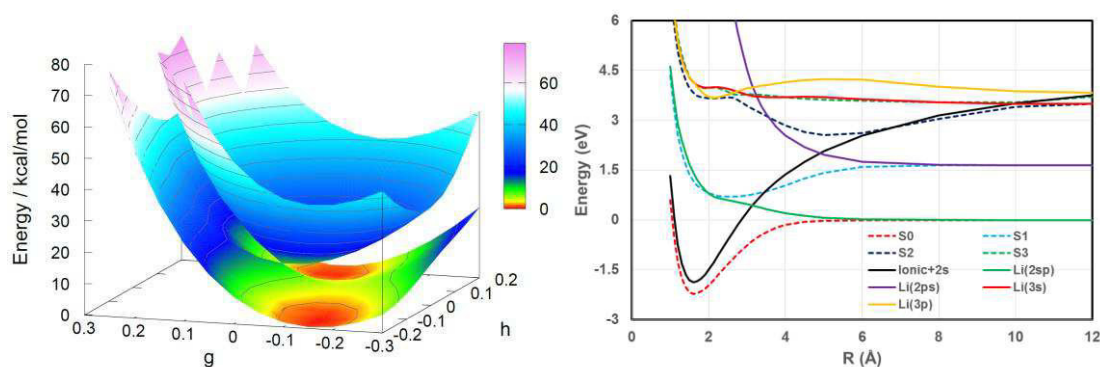 Energy / kcal/mol
80
70
60
50
40
30
20
10
0
0.3
0.2
0.1
0
-0.1
-0.2
-0.3
g
-0.2
-0.1
0
0.1
0.2
h
60
40
20
0
Energy (eV)
6
4.5
3
1.5
0
-1.5
-3
0 2 4 6 8 10 12
R (Å)
S0 S1
S2 S3
Ionic+2s Li(2sp)
Li(2ps) Li(3s)
Li(3p)